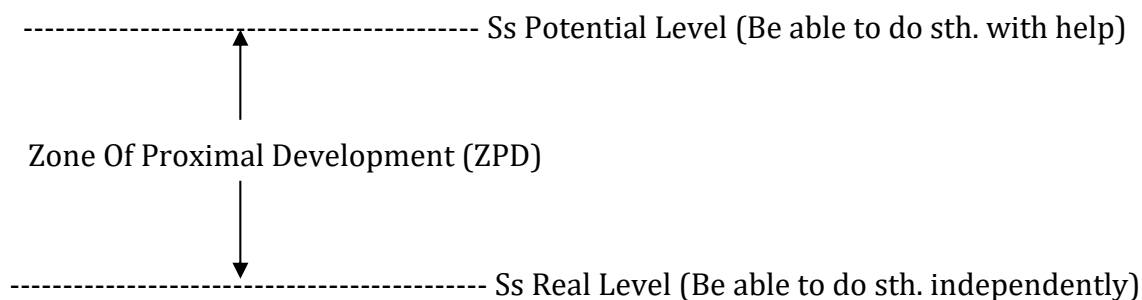 ------------------------------------------- Ss Potential Level (Be able to do sth. with help)
Zone Of Proximal Development (ZPD)
--------------------------------------------- Ss Real Level (Be able to do sth. independently)